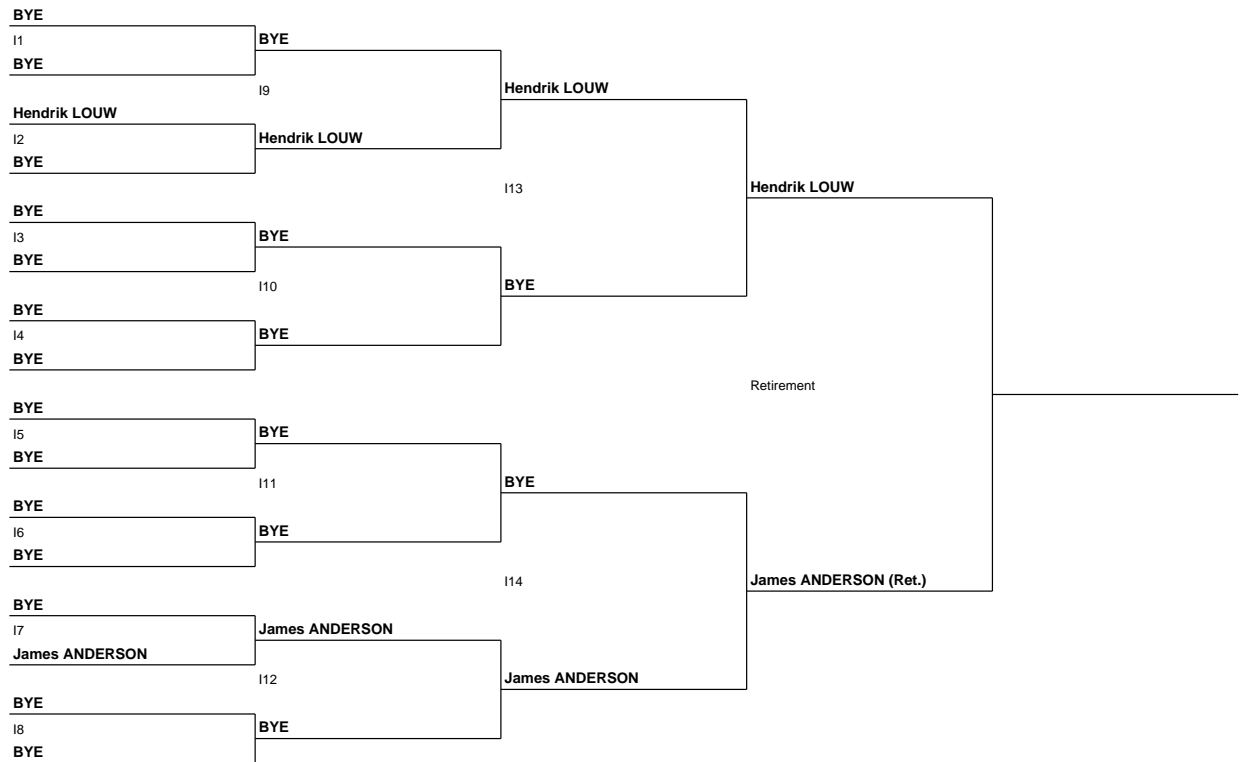 BYE
I1
BYE
BYE
I9
Hendrik LOUW
Hendrik LOUW
I2
Hendrik LOUW
BYE
I13
Hendrik LOUW
BYE
I3
BYE
BYE
I10
BYE
BYE
I4
BYE
BYE
Retirement
BYE
I5
BYE
BYE
I11
BYE
BYE
I6
BYE
BYE
I14
James ANDERSON (Ret.)
BYE
I7
James ANDERSON
James ANDERSON
I12
James ANDERSON
BYE
I8
BYE
BYE